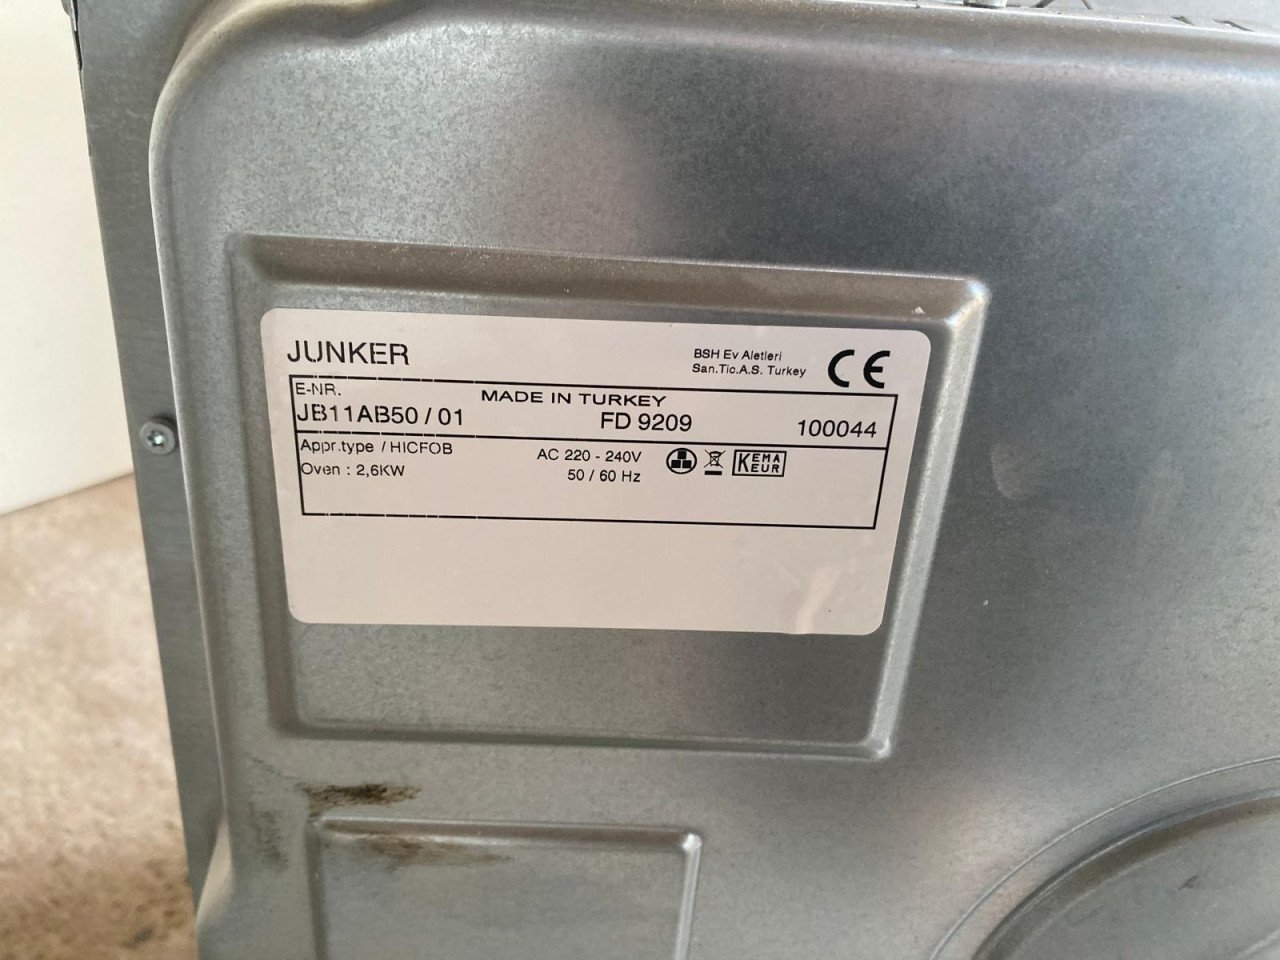 JUNKER
BSH Ev Aletleri
San.Tic.A.S. Turkey
CE
E-NR.
MADE IN TURKEY
JB11AB50 / 01
FD 9209
100044
Appr.type / HICFOB
AC 220 - 240V
KEMA
EUR
Oven : 2,6KW
50 / 60 Hz